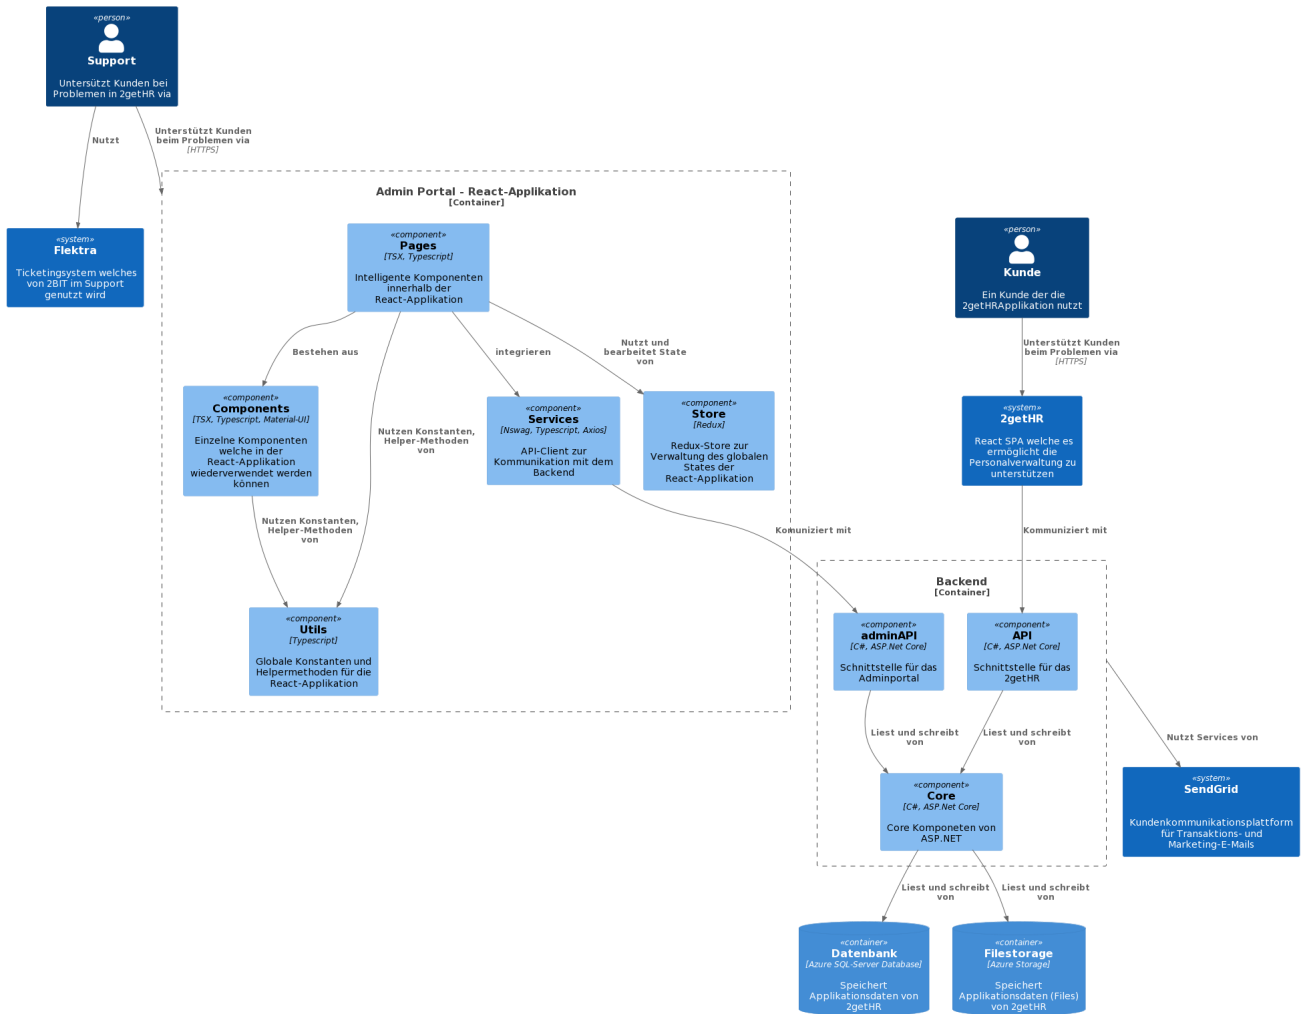 «person»
Support
Untersützt Kunden bei
Problemen in 2getHR via
Nutzt
Unterstützt Kunden
beim Problemen via
[HTTPS]
«system»
Flektra
Ticketingsystem welches
von 2BIT im Support
genutzt wird
Admin Portal - React-Applikation
[Container]
«component»
Pages
[TSX, Typescript]
Intelligente Komponenten
innerhalb der
React-Applikation
Bestehen aus
Nutzen Konstanten,
Helper-Methoden
von
integrieren
Nutzt und
bearbeitet State
von
«component»
Components
[TSX, Typescript, Material-UI]
Einzelne Komponenten
welche in der
React-Applikation
wiederverwendet werden
können
«component»
Services
[Nswag, Typescript, Axios]
API-Client zur
Kommunikation mit dem
Backend
«component»
Store
[Redux]
Redux-Store zur
Verwaltung des globalen
States der
React-Applikation
Nutzen Konstanten,
Helper-Methoden
von
«component»
Utils
[Typescript]
Globale Konstanten und
Helpermethoden für die
React-Applikation
Komuniziert mit
«person»
Kunde
Ein Kunde der die
2getHRApplikation nutzt
Unterstützt Kunden
beim Problemen via
[HTTPS]
«system»
2getHR
React SPA welche es
ermöglicht die
Personalverwaltung zu
unterstützen
Kommuniziert mit
Backend
[Container]
«component»
adminAPI
[C#, ASP.Net Core]
Schnittstelle für das
Adminportal
«component»
API
[C#, ASP.Net Core]
Schnittstelle für das
2getHR
Liest und schreibt
von
Liest und schreibt
von
«component»
Core
[C#, ASP.Net Core]
Core Komponeten von
ASP.NET
Nutzt Services von
«system»
SendGrid
Kundenkommunikationsplattform
für Transaktions- und
Marketing-E-Mails
Liest und schreibt
von
Liest und schreibt
von
«container»
Datenbank
[Azure SQL-Server Database]
Speichert
Applikationsdaten von
2getHR
«container»
Filestorage
[Azure Storage]
Speichert
Applikationsdaten (Files)
von 2getHR